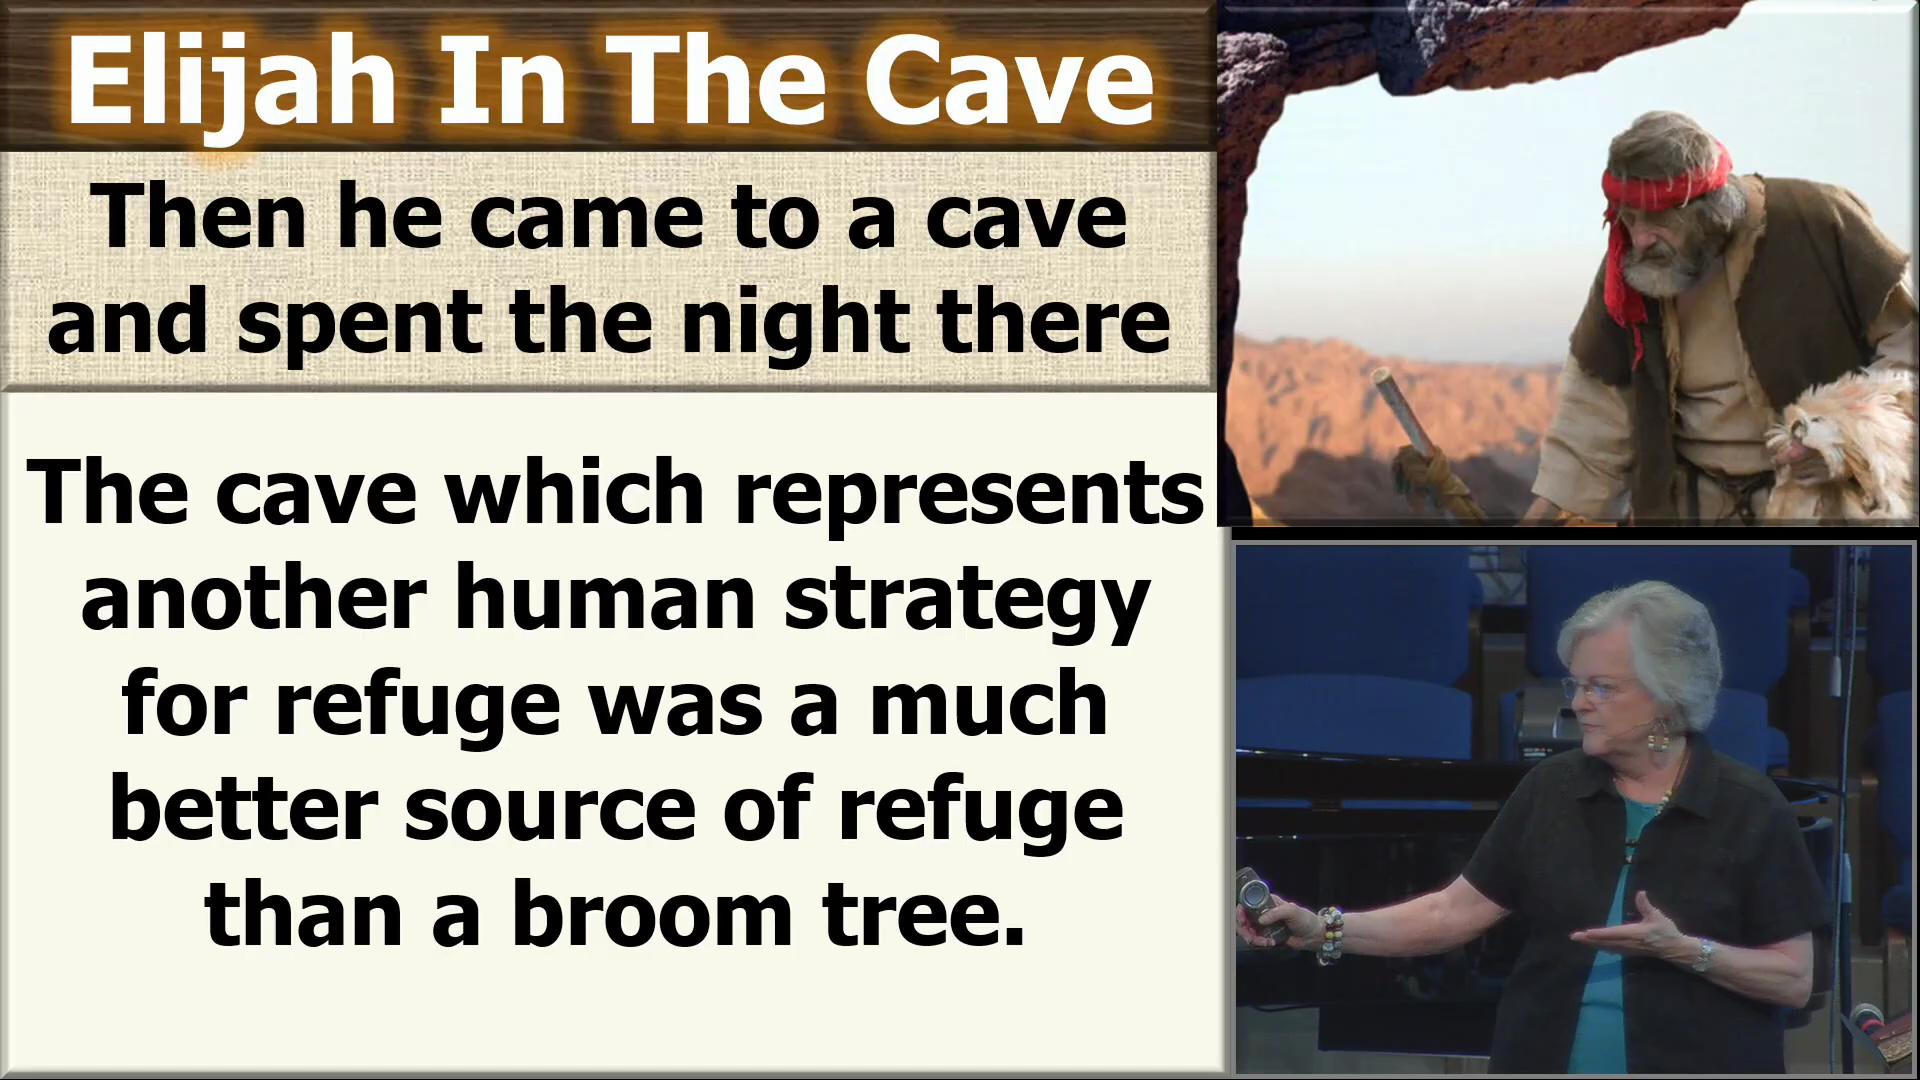 Elijah In The Cave
Then he came to a cave
and spent the night there
The cave which represents
another human strategy
for refuge was a much
better source of refuge
than a broom tree.